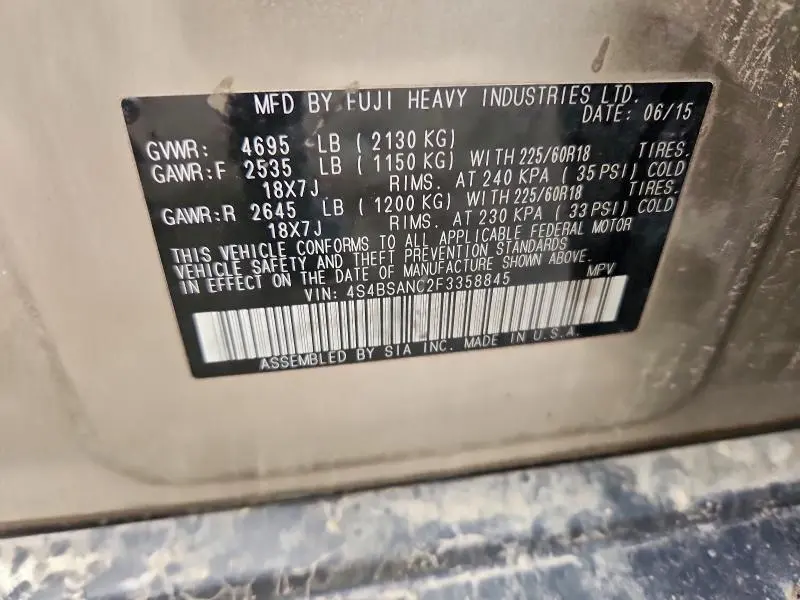 MFD BY FUJI HEAVY INDUSTRIES LTD.
DATE: 06/15
GVWR: 4695 LB ( 2130 KG)
GAWR:F 2535 LB ( 1150 KG) WITH 225/60R18 TIRES.
18X7J RIMS. AT 240 KPA ( 35 PSI) COLD
GAWR:R 2645 LB ( 1200 KG) WITH 225/60R18 TIRES.
18X7J RIMS. AT 230 KPA ( 33 PSI) COLD
THIS VEHICLE CONFORMS TO ALL APPLICABLE FEDERAL MOTOR
VEHICLE SAFETY AND THEFT PREVENTION STANDARDS
IN EFFECT ON THE DATE OF MANUFACTURE SHOWN ABOVE.
VIN: 4S4BSANC2F3358845 MPV
ASSEMBLED BY SIA INC. MADE IN U.S.A.